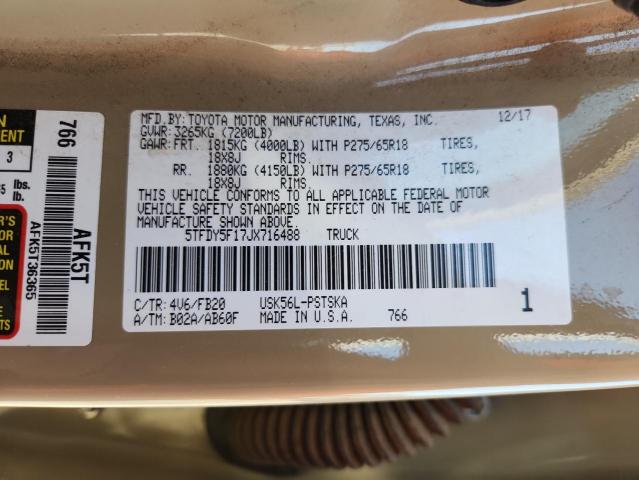 MFD.BY:TOYOTA MOTOR MANUFACTURING, TEXAS, INC. 12/17
GVWR:3265KG (7200LB)
GAWR:FRT. 1815KG (4000LB) WITH P275/65R18 TIRES,
18X8J RIMS.
RR. 1880KG (4150LB) WITH P275/65R18 TIRES,
18X8J RIMS.
THIS VEHICLE CONFORMS TO ALL APPLICABLE FEDERAL MOTOR
VEHICLE SAFETY STANDARDS IN EFFECT ON THE DATE OF
MANUFACTURE SHOWN ABOVE.
5TFDY5F17JX716488 TRUCK
C/TR:4V6/FB20 USK56L-PSTSKA 1
A/TM:B02A/AB60F MADE IN U.S.A. 766
766
AFK5T
AFK5T36365
3
lbs.
lb.